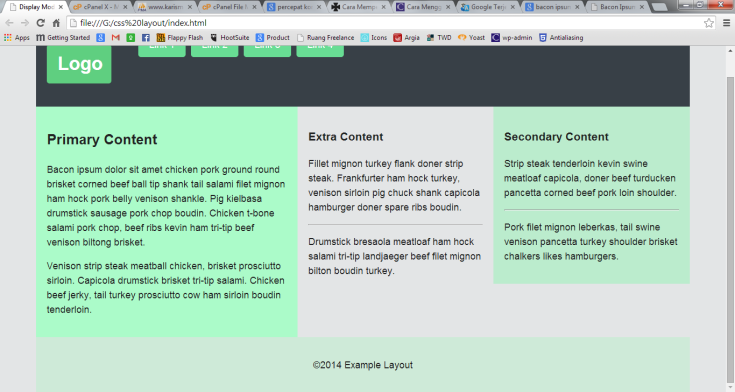 Display Mod
cPanel X - S
www.karism
cPanel File M
percepat ko
Cara Mempe
Cara Mengg
Google Terje
bacon ipsun
Bacon Ipsum
file:///G:/css%20layout/index.html
Apps Getting Started Flappy Flash HootSuite Product Ruang Freelance Icons Argia TWD Yoast wp-admin Antialiasing
Logo
Link 1 Link 2 Link 3 Link 4
Primary Content
Bacon ipsum dolor sit amet chicken pork ground round
brisket corned beef ball tip shank tail salami filet mignon
ham hock pork belly venison shankle. Pig kielbasa
drumstick sausage pork chop boudin. Chicken t-bone
salami pork chop, beef ribs kevin ham tri-tip beef
venison biltong brisket.
Venison strip steak meatball chicken, brisket prosciutto
sirloin. Capicola drumstick brisket tri-tip salami. Chicken
beef jerky, tail turkey prosciutto cow ham sirloin boudin
tenderloin.
Extra Content
Fillet mignon turkey flank doner strip
steak. Frankfurter ham hock turkey,
venison sirloin pig chuck shank capicola
hamburger doner spare ribs boudin.
Drumstick bresaola meatloaf ham hock
salami tri-tip landjaeger beef filet mignon
bilton boudin turkey.
Secondary Content
Strip steak tenderloin kevin swine
meatloaf capicola, doner beef turducken
pancetta corned beef pork loin shoulder.
Pork filet mignon leberkas, tail swine
venison pancetta turkey shoulder brisket
chalkers likes hamburgers.
©2014 Example Layout